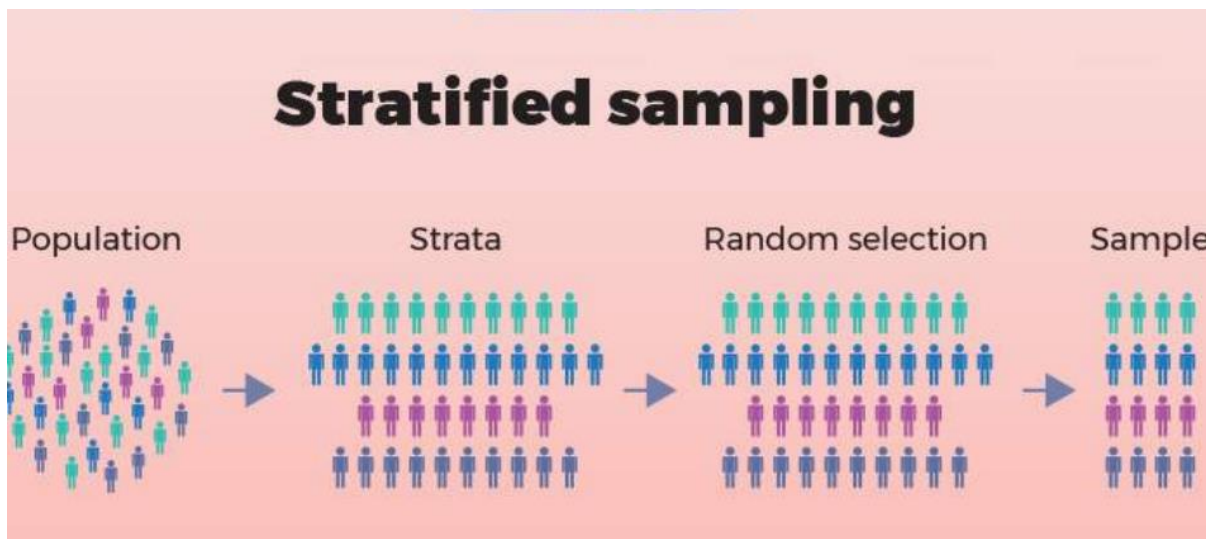 Stratified sampling
Population
Strata
Random selection
Sample